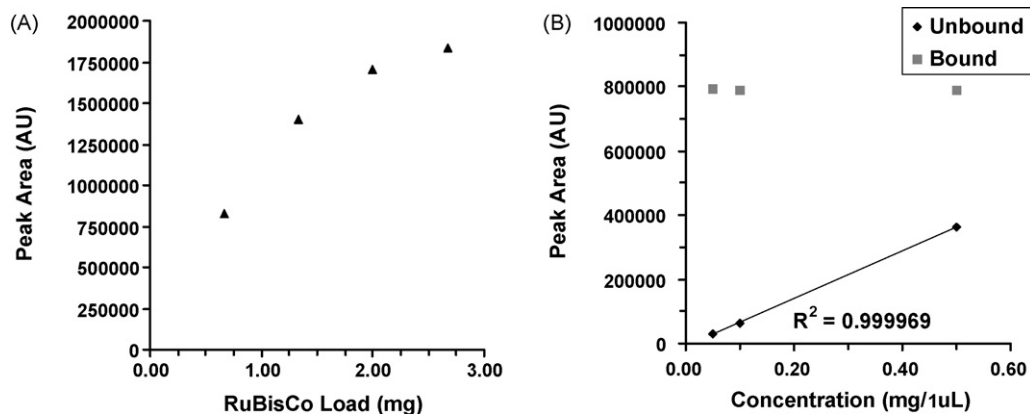 (A)
2000000
1750000
1500000
1250000
1000000
750000
500000
250000
0
Peak Area (AU)
0.00 1.00 2.00 3.00
RuBisCo Load (mg)
(B)
Unbound
Bound
1000000
800000
600000
400000
200000
0
Peak Area (AU)
R² = 0.999969
0.00 0.20 0.40 0.60
Concentration (mg/1uL)